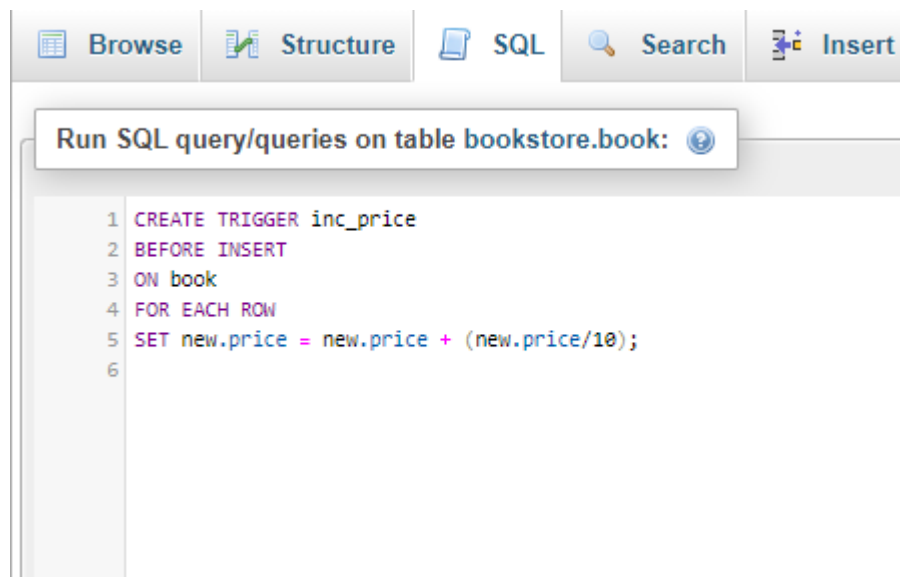 Browse Structure SQL Search Insert
Run SQL query/queries on table bookstore.book:
1 CREATE TRIGGER inc_price
2 BEFORE INSERT
3 ON book
4 FOR EACH ROW
5 SET new.price = new.price + (new.price/10);
6